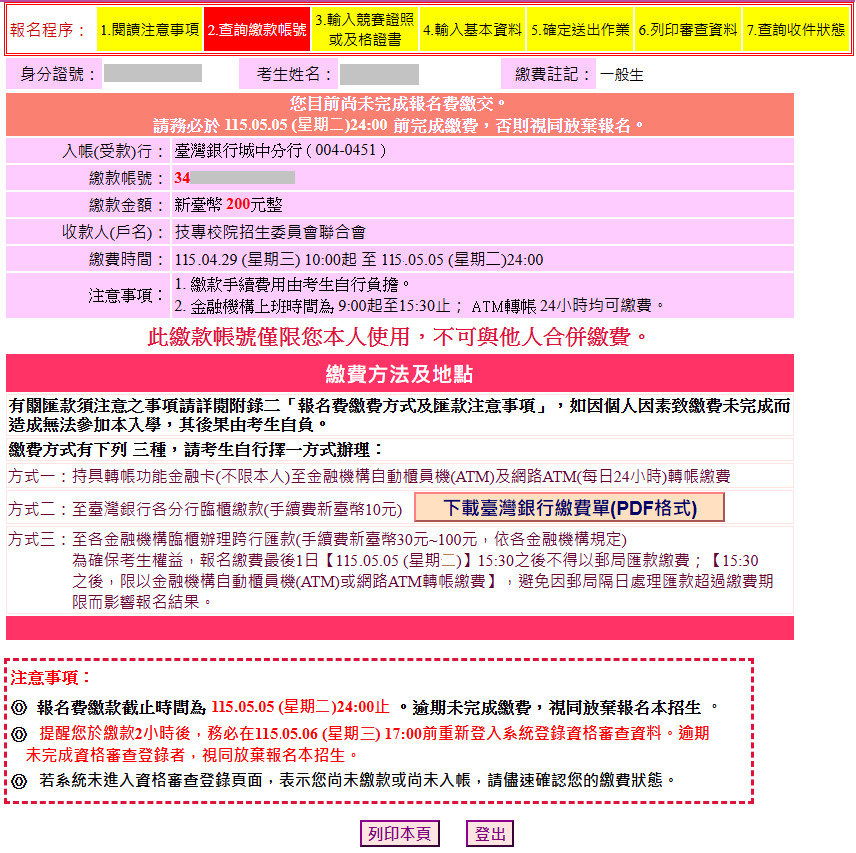 報名程序： 1.閱讀注意事項 2.查詢繳款帳號 3.輸入競賽證照或及格證書 4.輸入基本資料 5.確定送出作業 6.列印審查資料 7.查詢收件狀態
身分證號： 考生姓名： 繳費註記： 一般生
您目前尚未完成報名費繳交。
請務必於 115.05.05 (星期二)24:00 前完成繳費，否則視同放棄報名。
入帳(受款)行： 臺灣銀行城中分行 ( 004-0451 )
繳款帳號： 34
繳款金額： 新臺幣 200元整
收款人(戶名)： 技專校院招生委員會聯合會
繳費時間： 115.04.29 (星期三) 10:00起 至 115.05.05 (星期二)24:00
注意事項： 1. 繳款手續費用由考生自行負擔。
2. 金融機構上班時間為 9:00起至15:30止； ATM轉帳 24小時均可繳費。
此繳款帳號僅限您本人使用，不可與他人合併繳費。
繳費方法及地點
有關匯款須注意之事項請詳閱附錄二「報名費繳費方式及匯款注意事項」，如因個人因素致繳費未完成而
造成無法參加本入學，其後果由考生自負。
繳費方式有下列 三種，請考生自行擇一方式辦理：
方式一：持具轉帳功能金融卡(不限本人)至金融機構自動櫃員機(ATM)及網路ATM(每日24小時)轉帳繳費
方式二：至臺灣銀行各分行臨櫃繳款(手續費新臺幣10元) 下載臺灣銀行繳費單(PDF格式)
方式三：至各金融機構臨櫃辦理跨行匯款(手續費新臺幣30元~100元，依各金融機構規定)
為確保考生權益，報名繳費最後1日【115.05.05 (星期二)】15:30之後不得以郵局匯款繳費；【15:30
之後，限以金融機構自動櫃員機(ATM)或網路ATM轉帳繳費】，避免因郵局隔日處理匯款超過繳費期
限而影響報名結果。
注意事項：
◎ 報名費繳款截止時間為 115.05.05 (星期二)24:00止 。逾期未完成繳費，視同放棄報名本招生 。
◎ 提醒您於繳款2小時後，務必在115.05.06 (星期三) 17:00前重新登入系統登錄資格審查資料。逾期
未完成資格審查登錄者，視同放棄報名本招生。
◎ 若系統未進入資格審查登錄頁面，表示您尚未繳款或尚未入帳，請儘速確認您的繳費狀態。
列印本頁 登出